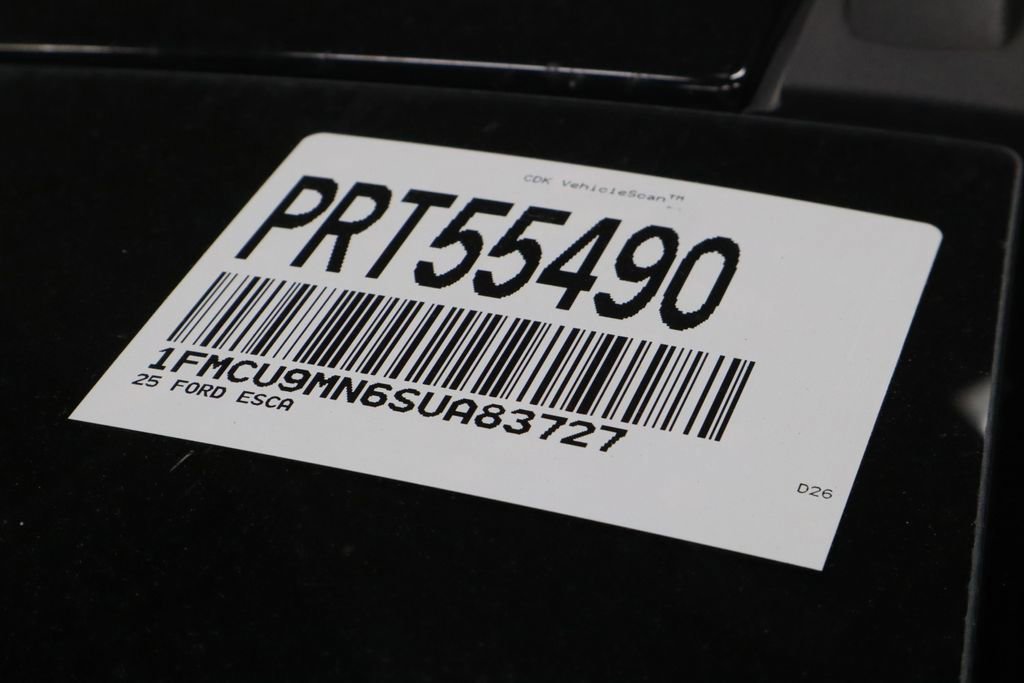 CDK VehicleScan™
PRT55490
1FMCU9MN6SUA83727
25 FORD ESCA
D26